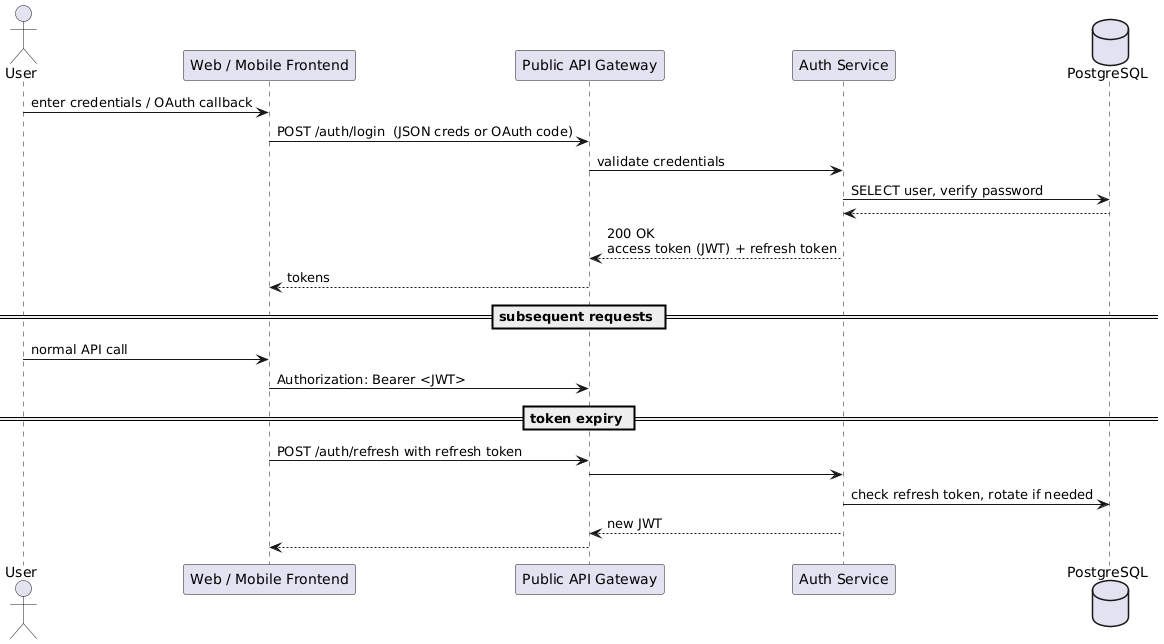 User
Web / Mobile Frontend
Public API Gateway
Auth Service
PostgreSQL
enter credentials / OAuth callback
POST /auth/login  (JSON creds or OAuth code)
validate credentials
SELECT user, verify password
200 OK
access token (JWT) + refresh token
tokens
subsequent requests
normal API call
Authorization: Bearer <JWT>
token expiry
POST /auth/refresh with refresh token
check refresh token, rotate if needed
new JWT
User
Web / Mobile Frontend
Public API Gateway
Auth Service
PostgreSQL